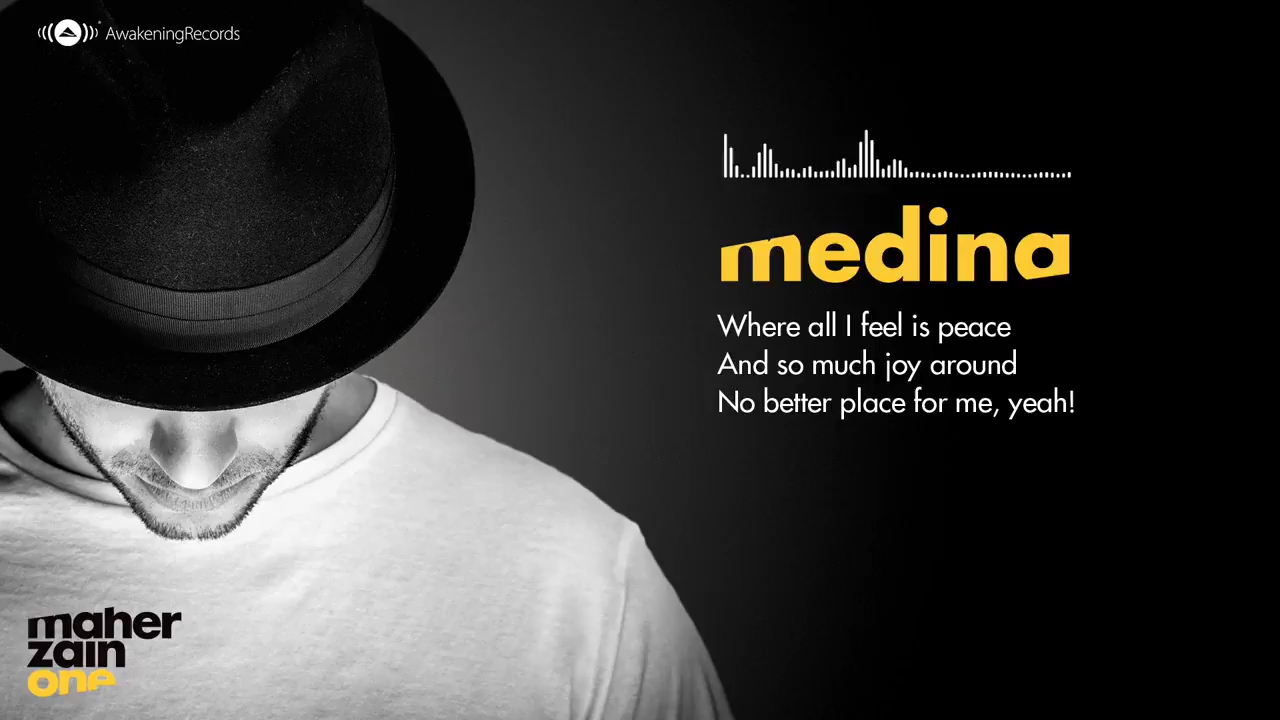 AwakeningRecords
medina
Where all I feel is peace
And so much joy around
No better place for me, yeah!
maher
zain
one